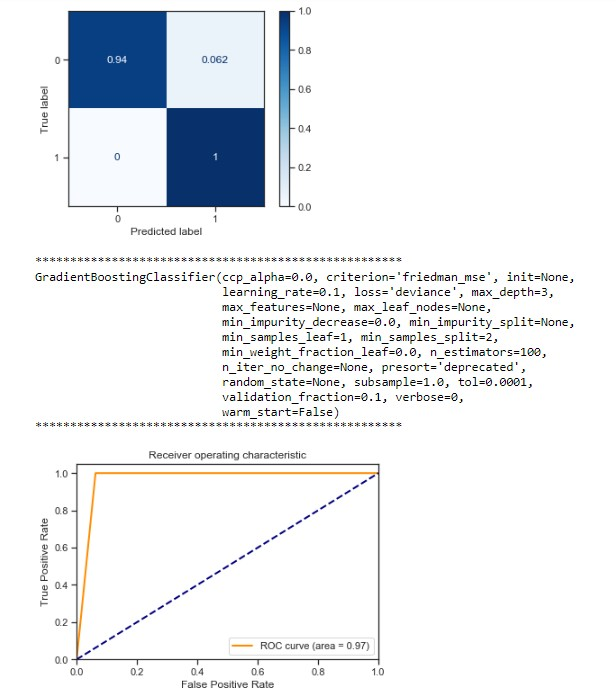 1.0
0.94
0.062
0
0.8
0.6
0.4
True label
0
1
1
0.2
0.0
0
1
Predicted label
****************************************************
GradientBoostingClassifier(ccp_alpha=0.0, criterion='friedman_mse', init=None,
learning_rate=0.1, loss='deviance', max_depth=3,
max_features=None, max_leaf_nodes=None,
min_impurity_decrease=0.0, min_impurity_split=None,
min_samples_leaf=1, min_samples_split=2,
min_weight_fraction_leaf=0.0, n_estimators=100,
n_iter_no_change=None, presort='deprecated',
random_state=None, subsample=1.0, tol=0.0001,
validation_fraction=0.1, verbose=0,
warm_start=False)
****************************************************
Receiver operating characteristic
1.0
0.8
0.6
0.4
0.2
0.0
True Positive Rate
ROC curve (area = 0.97)
0.0
0.2
0.4
0.6
0.8
1.0
False Positive Rate